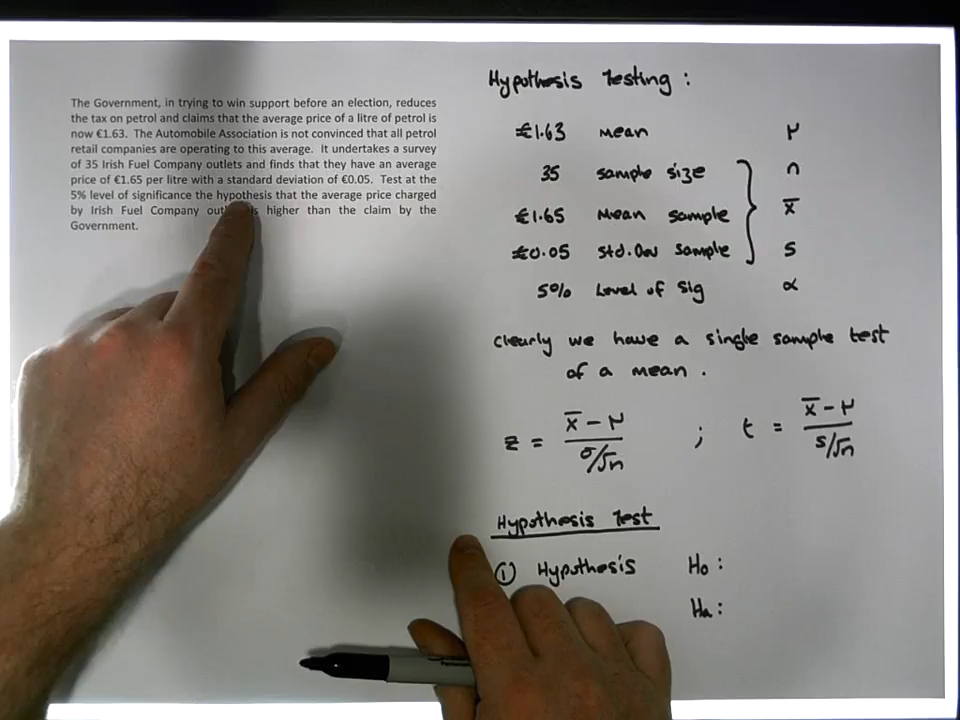 The Government, in trying to win support before an election, reduces
the tax on petrol and claims that the average price of a litre of petrol is
now €1.63. The Automobile Association is not convinced that all petrol
retail companies are operating to this average. It undertakes a survey
of 35 Irish Fuel Company outlets and finds that they have an average
price of €1.65 per litre with a standard deviation of €0.05. Test at the
5% level of significance the hypothesis that the average price charged
by Irish Fuel Company higher than the claim by the
Government.
Hypothesis Testing:
€1.63 Mean μ
35 sample size n
€1.65 Mean sample x̅
€0.05 Std.Dev sample s
5% Level of Sig α
Clearly we have a single sample test
of a mean.
z = x̅ - μ / σ/√n ; t = x̅ - μ / s/√n
Hypothesis Test
① Hypothesis Ho:
Ha: